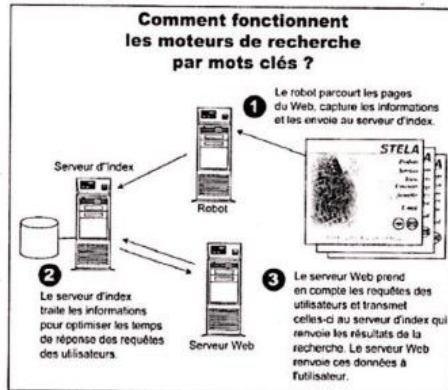 Comment fonctionnent
les moteurs de recherche
par mots clés ?
1
Le robot parcourt les pages
du Web, capture les informations
et les envoie au serveur d'index.
STELA
Robot
Serveur d'index
2
Le serveur d'index
traite les informations
pour optimiser les temps
de réponse des requêtes
des utilisateurs.
Serveur Web
3
Le serveur Web prend
en compte les requêtes des
utilisateurs et transmet
celles-ci au serveur d'index qui
renvoie les résultats de la
recherche. Le serveur Web
renvoie ces données à
l'utilisateur.